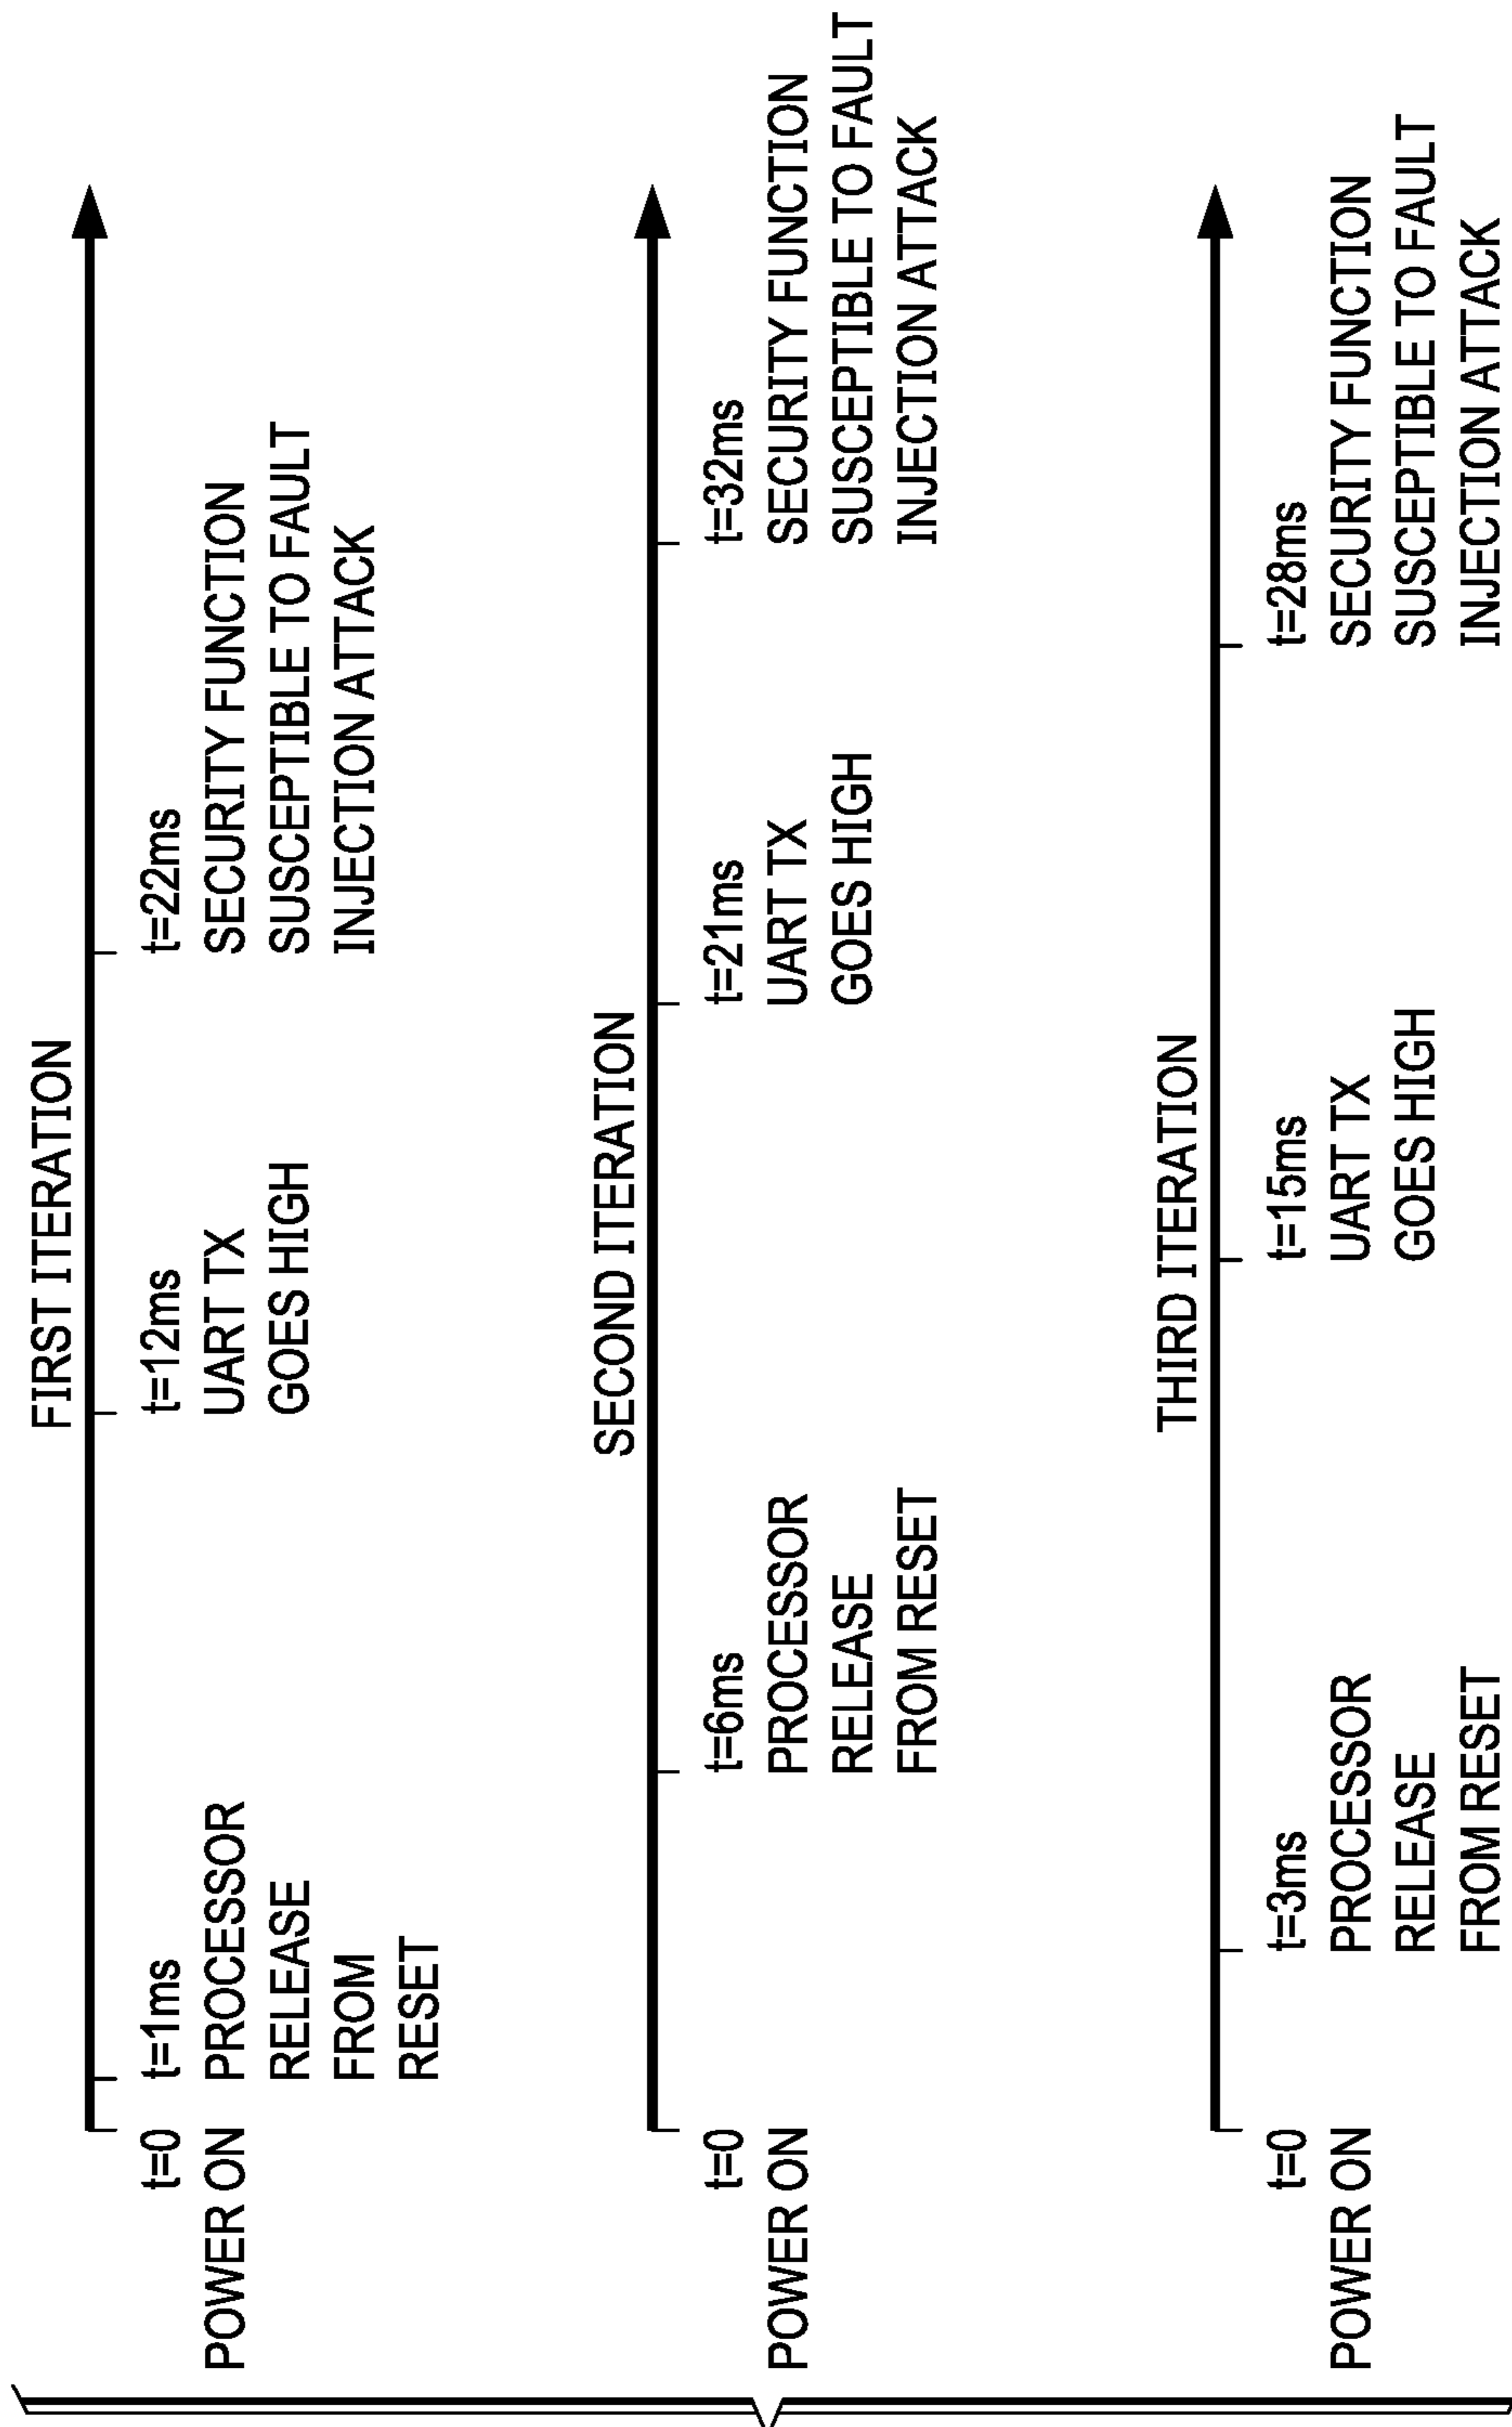 FIRST ITERATION
t=0
POWER ON
t=1ms
PROCESSOR
RELEASE
FROM
RESET
t=12ms
UART TX
GOES HIGH
t=22ms
SECURITY FUNCTION
SUSCEPTIBLE TO FAULT
INJECTION ATTACK
SECOND ITERATION
t=0
POWER ON
t=6ms
PROCESSOR
RELEASE
FROM RESET
t=21ms
UART TX
GOES HIGH
t=32ms
SECURITY FUNCTION
SUSCEPTIBLE TO FAULT
INJECTION ATTACK
THIRD ITERATION
t=0
POWER ON
t=3ms
PROCESSOR
RELEASE
FROM RESET
t=15ms
UART TX
GOES HIGH
t=28ms
SECURITY FUNCTION
SUSCEPTIBLE TO FAULT
INJECTION ATTACK